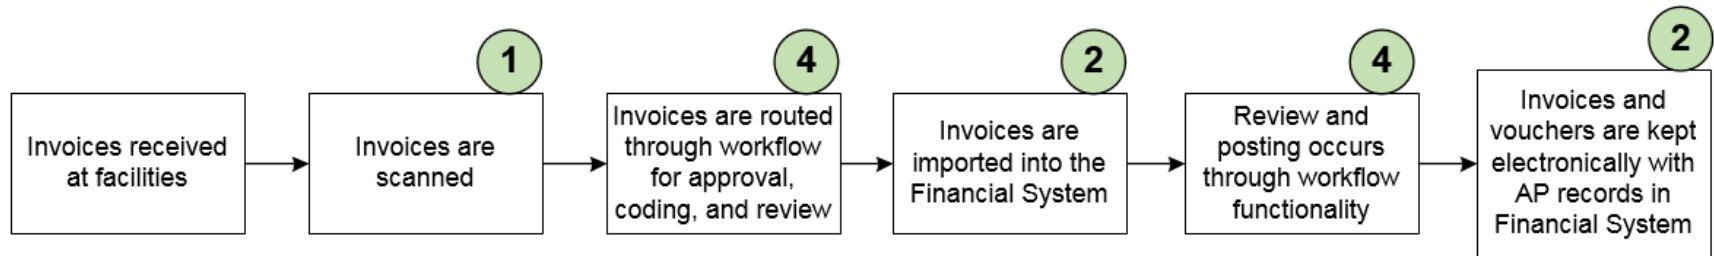 Invoices received
at facilities
1
Invoices are
scanned
4
Invoices are routed
through workflow
for approval,
coding, and review
2
Invoices are
imported into the
Financial System
4
Review and
posting occurs
through workflow
functionality
2
Invoices and
vouchers are kept
electronically with
AP records in
Financial System